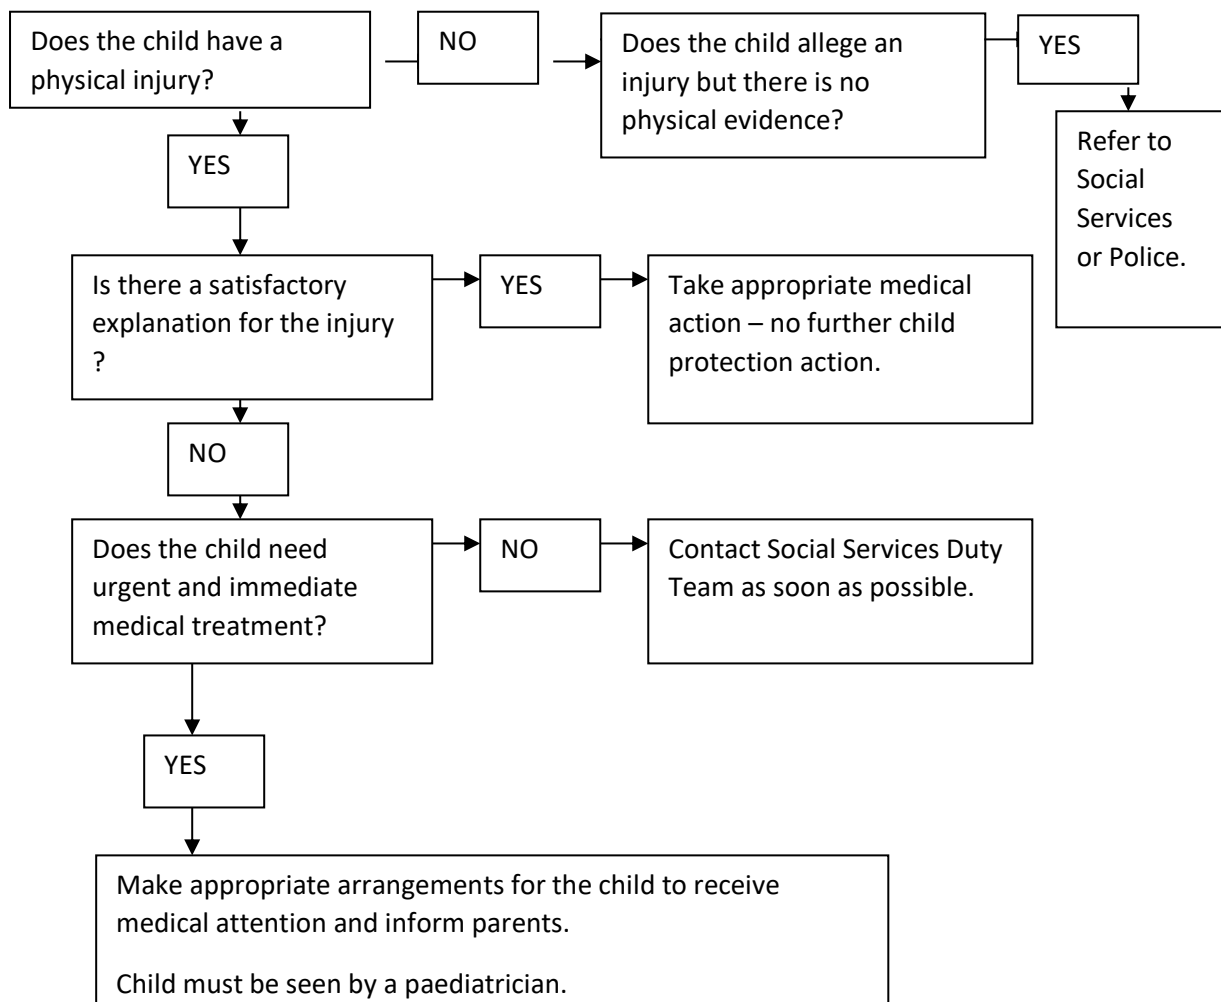 Does the child have a
physical injury?
NO
Does the child allege an
injury but there is no
physical evidence?
YES
Refer to
Social
Services
or Police.
YES
Is there a satisfactory
explanation for the injury
?
YES
Take appropriate medical
action – no further child
protection action.
NO
Does the child need
urgent and immediate
medical treatment?
NO
Contact Social Services Duty
Team as soon as possible.
YES
Make appropriate arrangements for the child to receive
medical attention and inform parents.
Child must be seen by a paediatrician.